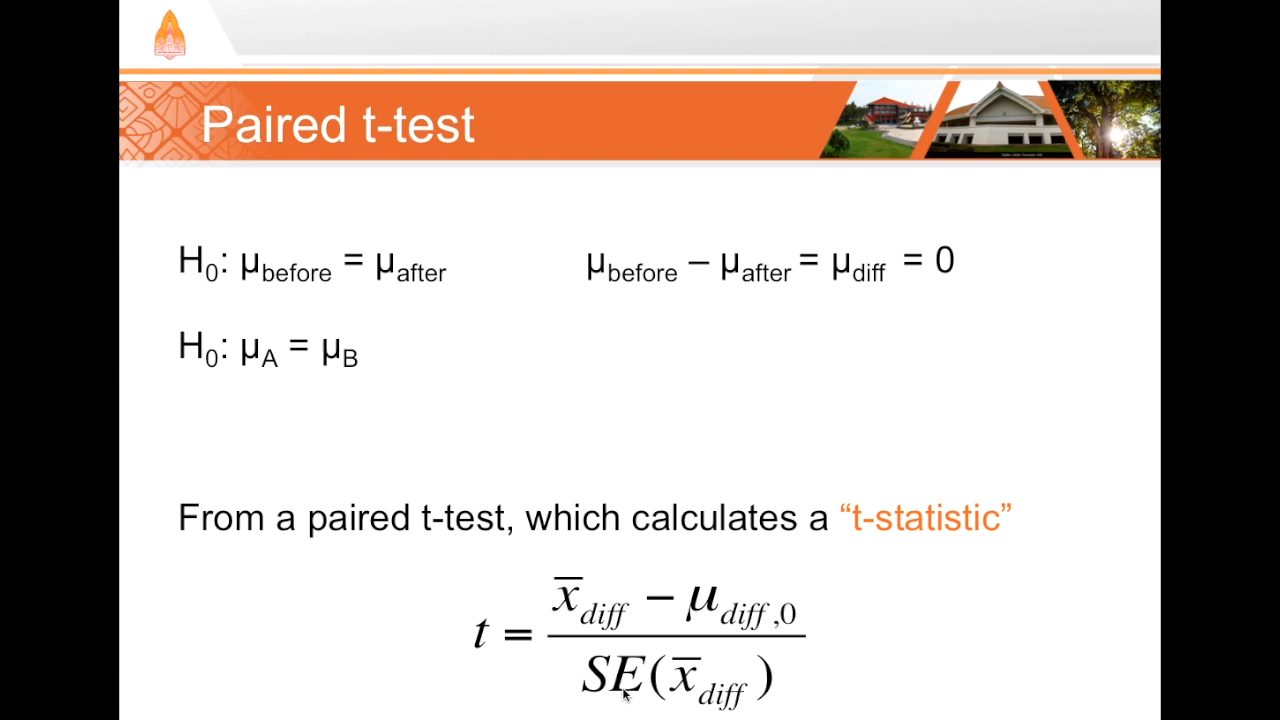 Paired t-test
H₀: μbefore = μafter    μbefore – μafter = μdiff = 0
H₀: μA = μB
From a paired t-test, which calculates a “t-statistic”
t = (x̅diff − μdiff,0) / SE(x̅diff)